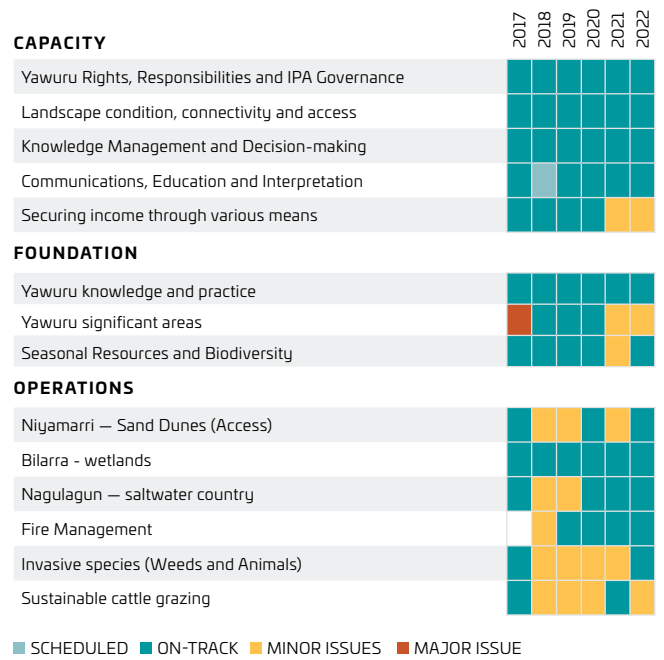 CAPACITY 2017 2018 2019 2020 2021 2022
Yawuru Rights, Responsibilities and IPA Governance
Landscape condition, connectivity and access
Knowledge Management and Decision-making
Communications, Education and Interpretation
Securing income through various means
FOUNDATION
Yawuru knowledge and practice
Yawuru significant areas
Seasonal Resources and Biodiversity
OPERATIONS
Niyamarri — Sand Dunes (Access)
Bilarra - wetlands
Nagulagun — saltwater country
Fire Management
Invasive species (Weeds and Animals)
Sustainable cattle grazing
SCHEDULED ON-TRACK MINOR ISSUES MAJOR ISSUE